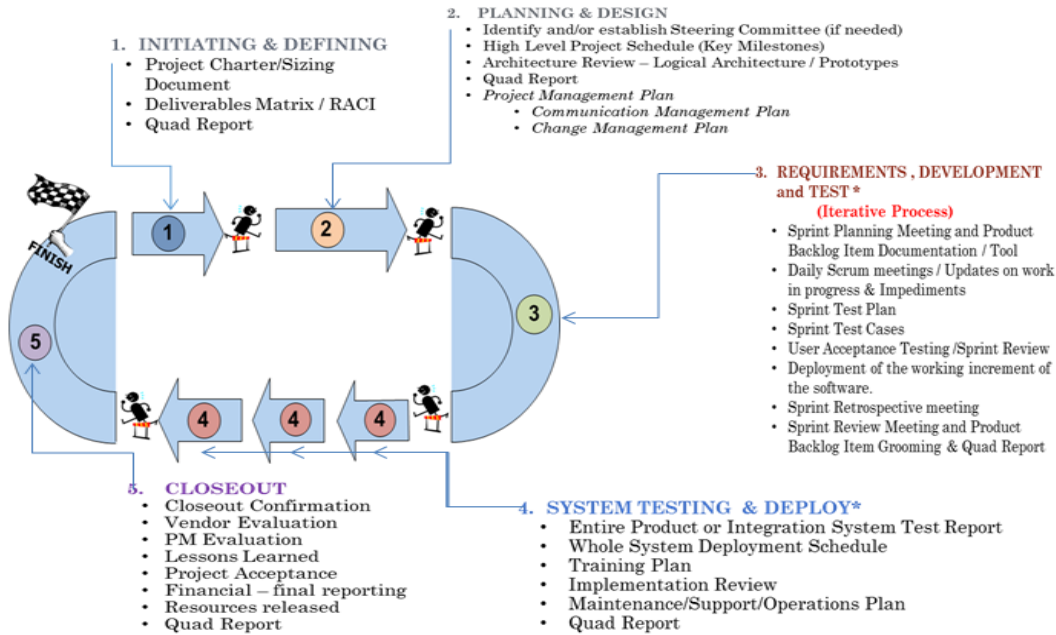 1. INITIATING & DEFINING
• Project Charter/Sizing
Document
• Deliverables Matrix / RACI
• Quad Report
2. PLANNING & DESIGN
• Identify and/or establish Steering Committee (if needed)
• High Level Project Schedule (Key Milestones)
• Architecture Review – Logical Architecture / Prototypes
• Quad Report
• Project Management Plan
• Communication Management Plan
• Change Management Plan
3. REQUIREMENTS , DEVELOPMENT
and TEST *
(Iterative Process)
• Sprint Planning Meeting and Product
Backlog Item Documentation / Tool
• Daily Scrum meetings / Updates on work
in progress & Impediments
• Sprint Test Plan
• Sprint Test Cases
• User Acceptance Testing /Sprint Review
• Deployment of the working increment of
the software.
• Sprint Retrospective meeting
• Sprint Review Meeting and Product
Backlog Item Grooming & Quad Report
FINISH
1
2
3
5
4
4
4
5. CLOSEOUT
• Closeout Confirmation
• Vendor Evaluation
• PM Evaluation
• Lessons Learned
• Project Acceptance
• Financial – final reporting
• Resources released
• Quad Report
4. SYSTEM TESTING & DEPLOY*
• Entire Product or Integration System Test Report
• Whole System Deployment Schedule
• Training Plan
• Implementation Review
• Maintenance/Support/Operations Plan
• Quad Report